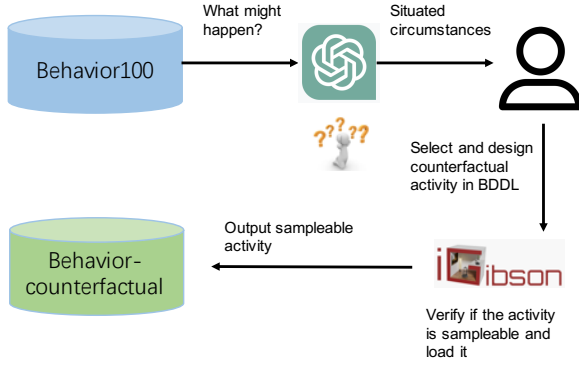 What might
happen?
Situated
circumstances
Behavior100
????? 
Select and design
counterfactual
activity in BDDL
Output sampleable
activity
Behavior-
counterfactual
iGibson
Verify if the activity
is sampleable and
load it